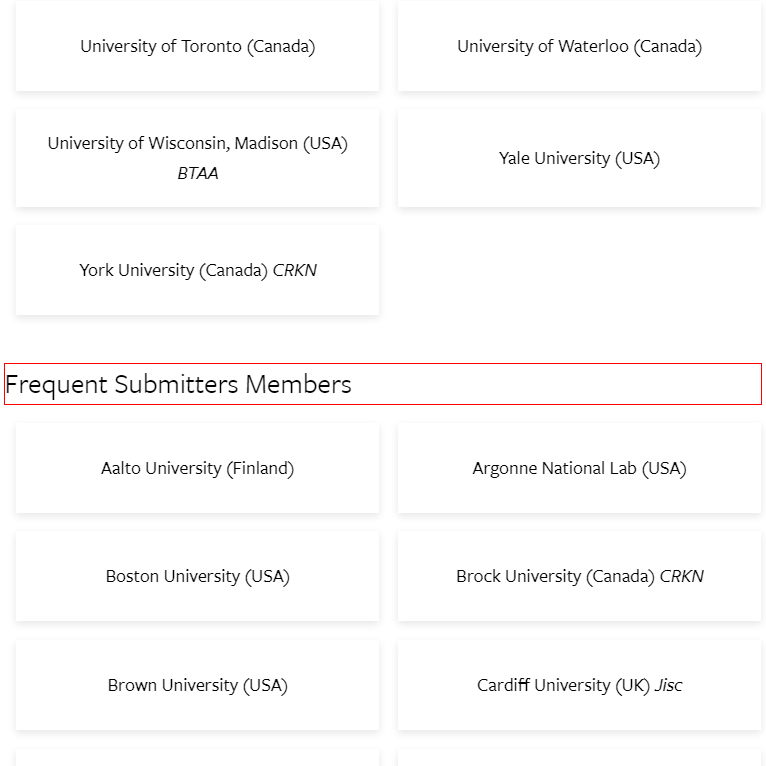 University of Toronto (Canada)
University of Waterloo (Canada)
University of Wisconsin, Madison (USA)
BTAA
Yale University (USA)
York University (Canada) CRKN
Frequent Submitters Members
Aalto University (Finland)
Argonne National Lab (USA)
Boston University (USA)
Brock University (Canada) CRKN
Brown University (USA)
Cardiff University (UK) Jisc